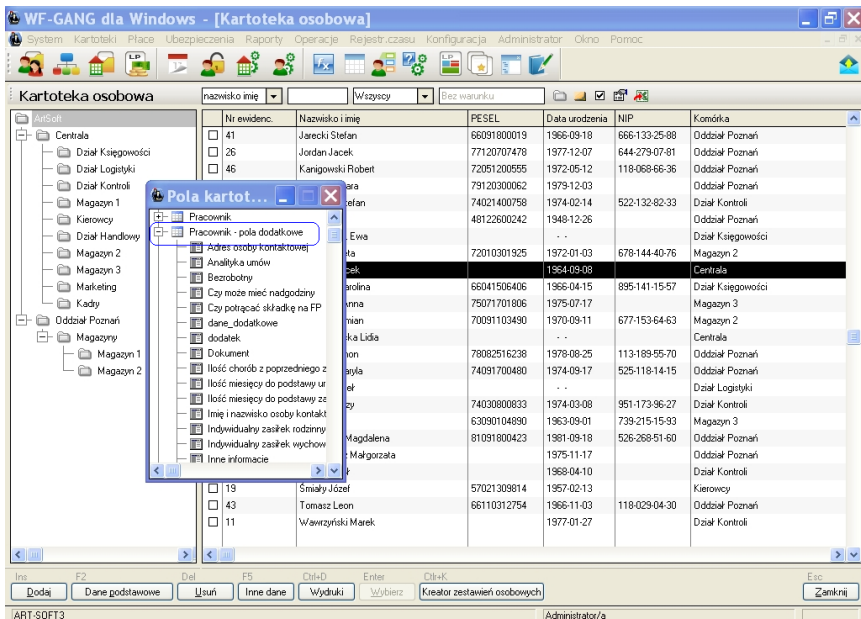 WF-GANG dla Windows - [Kartoteka osobowa]
System Kartoteki Płace Ubezpieczenia Raporty Operacje Rejestr.czasu Konfiguracja Administrator Okno Pomoc
Kartoteka osobowa nazwisko imię Wszyscy Bez warunku
ArtSoft
Centrala
Dział Księgowości
Dział Logistyki
Dział Kontroli
Magazyn 1
Kierowcy
Dział Handlowy
Magazyn 2
Magazyn 3
Marketing
Kadry
Oddział Poznań
Magazyny
Magazyn 1
Magazyn 2
Pola kartot...
Pracownik
Pracownik - pola dodatkowe
Adres osoby kontaktowej
Analityka umów
Bezrobotny
Czy może mieć nadgodziny
Czy potrącać składkę na FP
dane_dodatkowe
dodatek
Dokument
Ilość chorób z poprzedniego z
Ilość miesięcy do podstawy ur
Ilość miesięcy do podstawy za
Imię i nazwisko osoby kontakt
Indywidualny zasiłek rodzinny
Indywidualny zasiłek wychow
Inne informacje
Nr ewidenc. Nazwisko i imię PESEL Data urodzenia NIP Komórka
41 Jarecki Stefan 66091800019 1966-09-18 666-133-25-88 Oddział Poznań
26 Jordan Jacek 77120707478 1977-12-07 644-279-07-81 Oddział Poznań
46 Kanigowski Robert 72051200555 1972-05-12 118-068-66-36 Oddział Poznań
ara 79120300062 1979-12-03 Oddział Poznań
tefan 74021400758 1974-02-14 522-132-82-33 Dział Kontroli
48122600242 1948-12-26 Oddział Poznań
Ewa - - Dział Księgowości
ta 72010301925 1972-01-03 678-144-40-76 Magazyn 2
cek 1964-09-08 Centrala
arolina 66041506406 1966-04-15 895-141-15-57 Dział Księgowości
nna 75071701806 1975-07-17 Magazyn 3
mian 70091103490 1970-09-11 677-153-64-63 Magazyn 2
ka Lidia - - Centrala
on 78082516238 1978-08-25 113-189-55-70 Oddział Poznań
aryla 74091700480 1974-09-17 525-118-14-15 Oddział Poznań
eł - - Dział Logistyki
zy 74030800833 1974-03-08 951-173-96-27 Dział Kontroli
63090104890 1963-09-01 739-215-15-93 Magazyn 3
Magdalena 81091800423 1981-09-18 526-268-51-60 Oddział Poznań
Małgorzata 1975-11-17 Oddział Poznań
1968-04-10 Dział Kontroli
19 Śmiały Józef 57021309814 1957-02-13 Kierowcy
43 Tomasz Leon 66110312754 1966-11-03 118-029-04-30 Oddział Poznań
11 Wawrzyński Marek 1977-01-27 Dział Kontroli
Ins F2 Del F5 Ctrl+D Enter Ctlr+K Esc
Dodaj Dane podstawowe Usuń Inne dane Wydruki Wybierz Kreator zestawień osobowych Zamknij
ART-SOFT3 Administrator/a